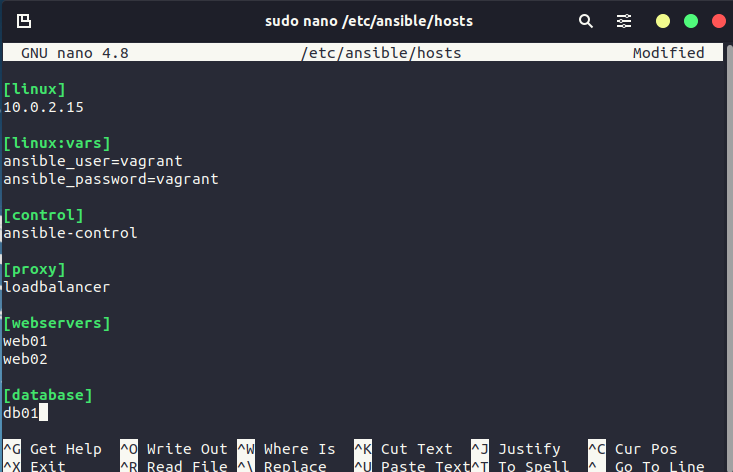 sudo nano /etc/ansible/hosts
GNU nano 4.8 /etc/ansible/hosts Modified
[linux]
10.0.2.15
[linux:vars]
ansible_user=vagrant
ansible_password=vagrant
[control]
ansible-control
[proxy]
loadbalancer
[webservers]
web01
web02
[database]
db01
^G Get Help ^O Write Out ^W Where Is ^K Cut Text ^J Justify ^C Cur Pos
^X Exit ^R Read File ^\ Replace ^U Paste Text ^T To Spell ^_ Go To Line